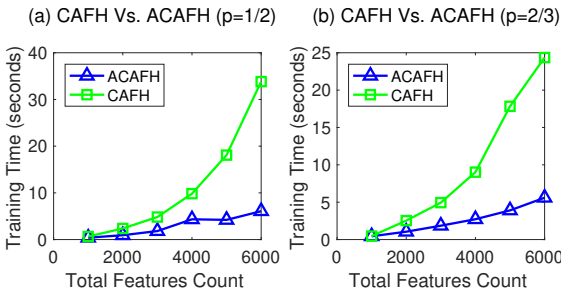 (a) CAFH Vs. ACAFH (p=1/2)
40
30
20
10
0
Training Time (seconds)
ACAFH
CAFH
0 2000 4000 6000
Total Features Count
(b) CAFH Vs. ACAFH (p=2/3)
25
20
15
10
5
0
Training Time (seconds)
ACAFH
CAFH
0 2000 4000 6000
Total Features Count